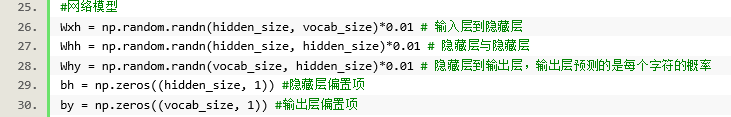 25. #网络模型
26. Wxh = np.random.randn(hidden_size, vocab_size)*0.01 # 输入层到隐藏层
27. Whh = np.random.randn(hidden_size, hidden_size)*0.01 # 隐藏层与隐藏层
28. Why = np.random.randn(vocab_size, hidden_size)*0.01 # 隐藏层到输出层，输出层预测的是每个字符的概率
29. bh = np.zeros((hidden_size, 1)) #隐藏层偏置项
30. by = np.zeros((vocab_size, 1)) #输出层偏置项